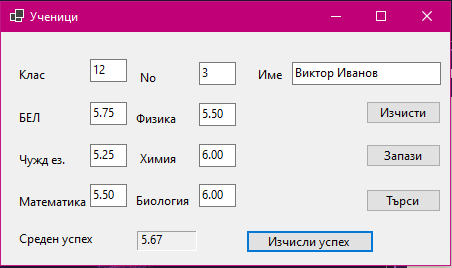 Ученици
Клас 12 No 3 Име Виктор Иванов
БЕЛ 5.75 Физика 5.50 Изчисти
Чужд ез. 5.25 Химия 6.00 Запази
Математика 5.50 Биология 6.00 Търси
Среден успех 5.67 Изчисли успех